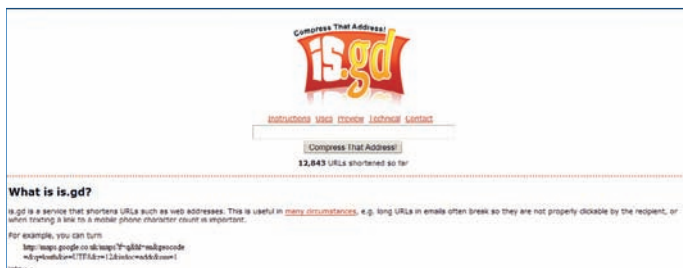 Compress That Address!
is.gd
Instructions Uses Preview Technical Contact
Compress That Address!
12,843 URLs shortened so far
What is is.gd?
is.gd is a service that shortens URLs such as web addresses. This is useful in many circumstances, e.g. long URLs in emails often break so they are not properly clickable by the recipient, or
when texting a link to a mobile phone character count is important.
For example, you can turn